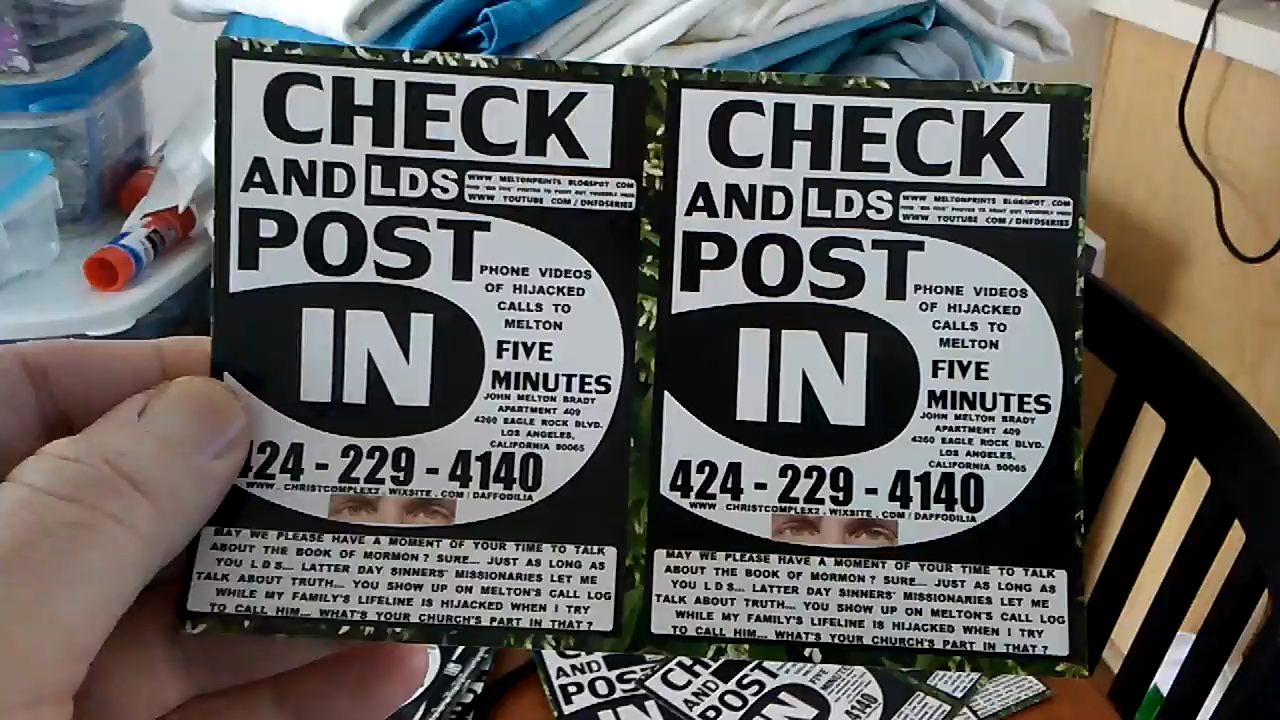 CHECK
AND LDS
WWW . MELTONPRINTS . BLOGSPOT . COM
WWW . YOUTUBE . COM / DNFDSERIES
POST
PHONE VIDEOS
OF HIJACKED
CALLS TO
MELTON
IN
FIVE
MINUTES
JOHN MELTON BRADY
APARTMENT 409
4260 EAGLE ROCK BLVD.
LOS ANGELES,
CALIFORNIA 90065
424 - 229 - 4140
WWW . CHRISTCOMPLEX2 . WIXSITE . COM / DAFFODILIA
MAY WE PLEASE HAVE A MOMENT OF YOUR TIME TO TALK
ABOUT THE BOOK OF MORMON ? SURE... JUST AS LONG AS
YOU L D S... LATTER DAY SINNERS' MISSIONARIES LET ME
TALK ABOUT TRUTH... YOU SHOW UP ON MELTON'S CALL LOG
WHILE MY FAMILY'S LIFELINE IS HIJACKED WHEN I TRY
TO CALL HIM... WHAT'S YOUR CHURCH'S PART IN THAT ?
CHECK
AND LDS
WWW . MELTONPRINTS . BLOGSPOT . COM
WWW . YOUTUBE . COM / DNFDSERIES
POST
PHONE VIDEOS
OF HIJACKED
CALLS TO
MELTON
IN
FIVE
MINUTES
JOHN MELTON BRADY
APARTMENT 409
4260 EAGLE ROCK BLVD.
LOS ANGELES,
CALIFORNIA 90065
424 - 229 - 4140
WWW . CHRISTCOMPLEX2 . WIXSITE . COM / DAFFODILIA
MAY WE PLEASE HAVE A MOMENT OF YOUR TIME TO TALK
ABOUT THE BOOK OF MORMON ? SURE... JUST AS LONG AS
YOU L D S... LATTER DAY SINNERS' MISSIONARIES LET ME
TALK ABOUT TRUTH... YOU SHOW UP ON MELTON'S CALL LOG
WHILE MY FAMILY'S LIFELINE IS HIJACKED WHEN I TRY
TO CALL HIM... WHAT'S YOUR CHURCH'S PART IN THAT ?
AND
POST
IN
CH
AND
POST
IN
4140